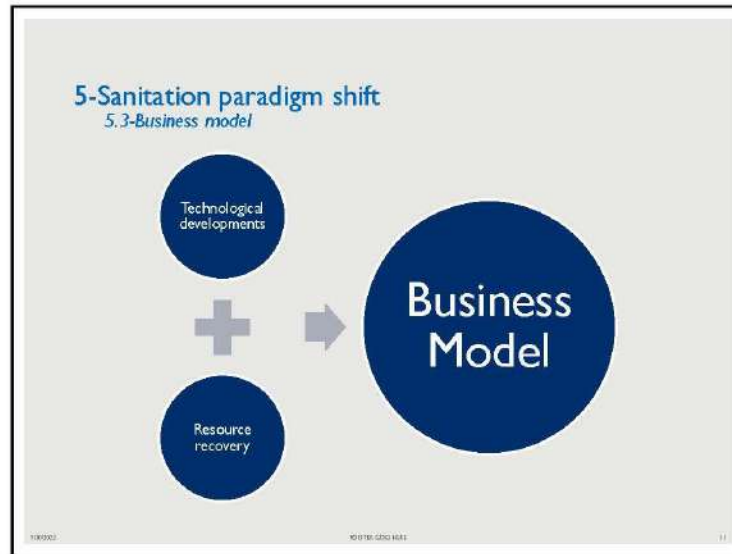 5-Sanitation paradigm shift
5.3-Business model
Technological
developments
Business
Model
Resource
recovery